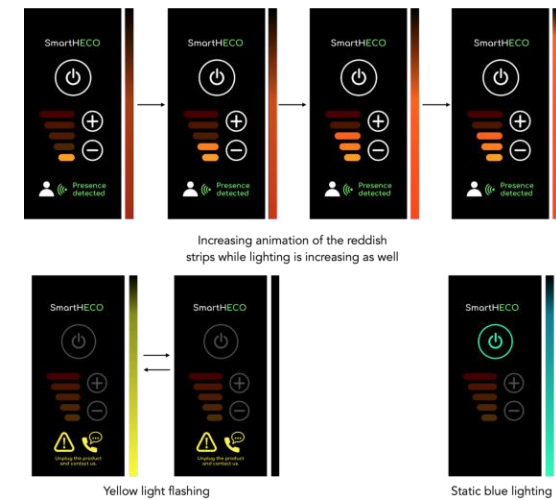 SmartHECO
SmartHECO
SmartHECO
SmartHECO
Presence
detected
Presence
detected
Presence
detected
Presence
detected
Increasing animation of the reddish
strips while lighting is increasing as well
SmartHECO
SmartHECO
SmartHECO
Unplug the product
and contact us.
Unplug the product
and contact us.
Yellow light flashing
Static blue lighting